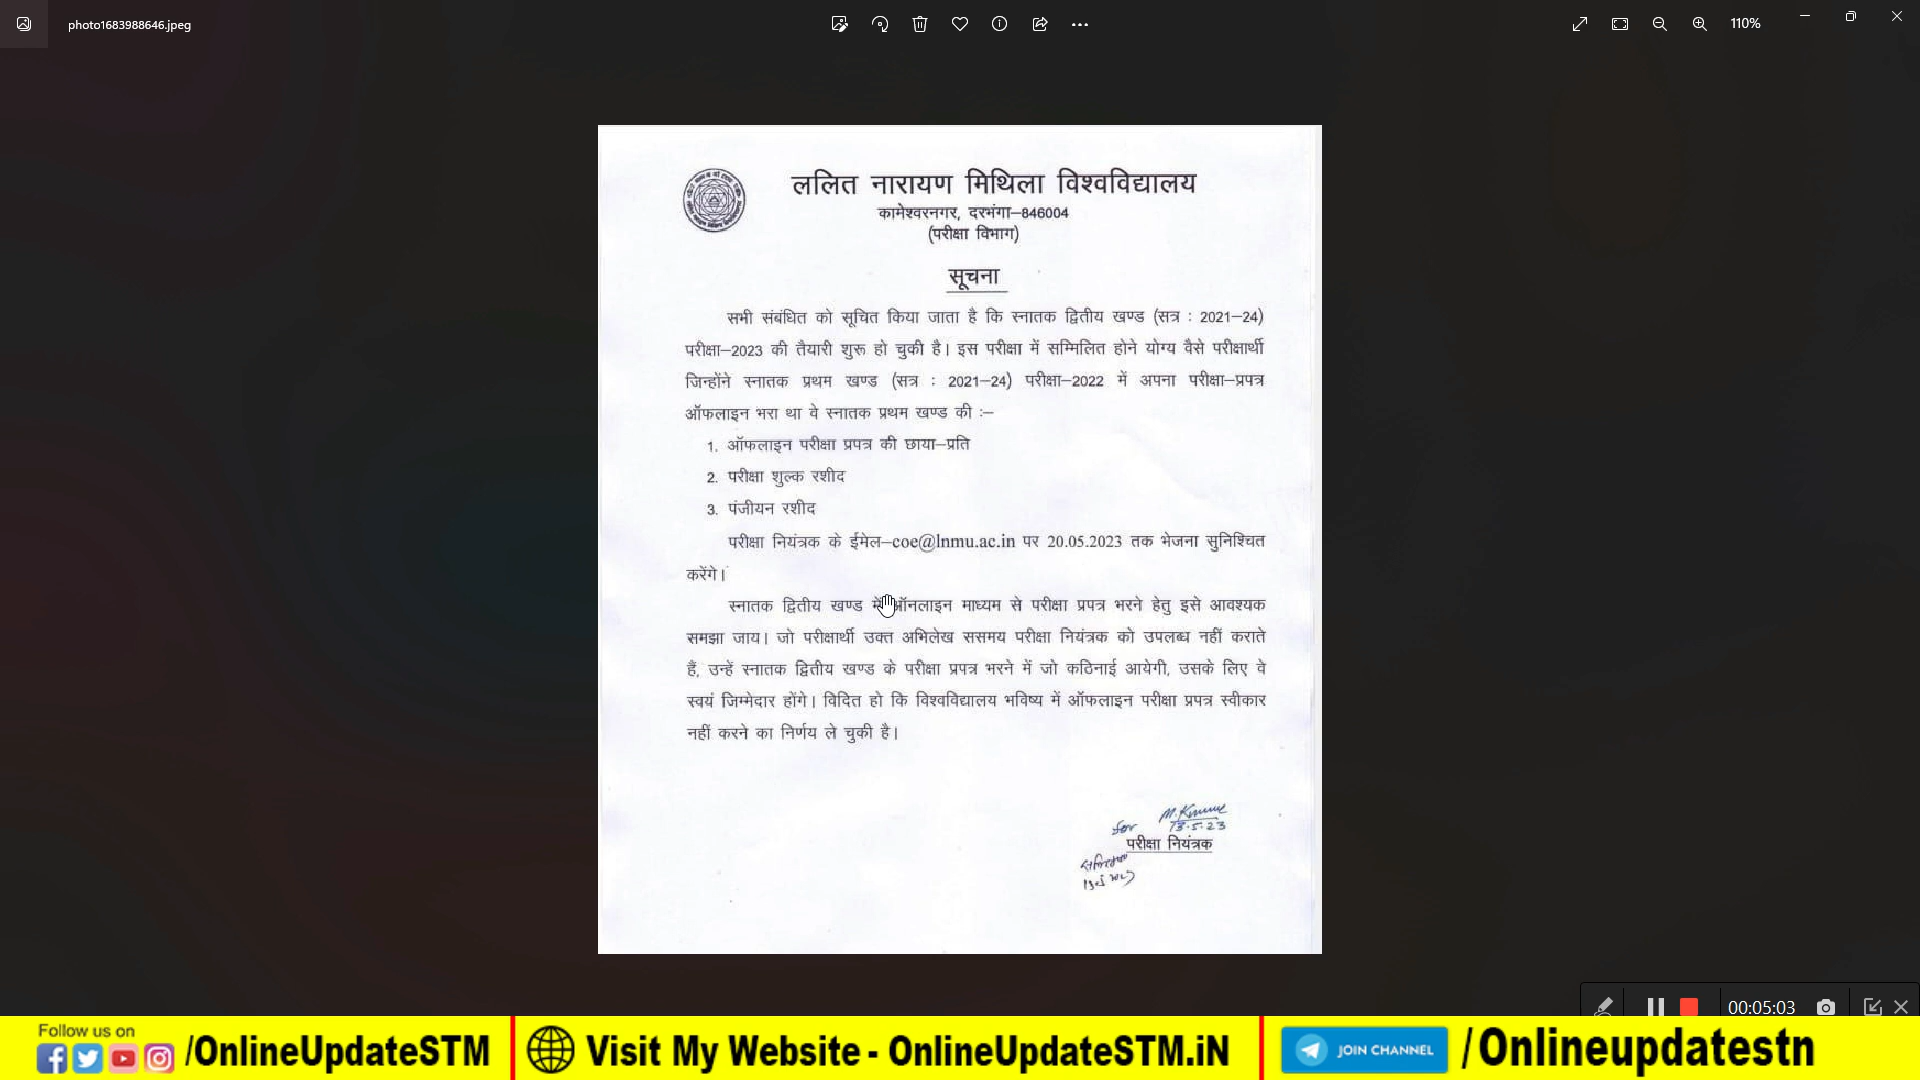 photo1683988646.jpeg
110%
ललित नारायण मिथिला विश्वविद्यालय
कामेश्वरनगर, दरभंगा–846004
(परीक्षा विभाग)
सूचना
सभी संबंधित को सूचित किया जाता है कि स्नातक द्वितीय खण्ड (सत्र : 2021–24)
परीक्षा–2023 की तैयारी शुरू हो चुकी है। इस परीक्षा में सम्मिलित होने योग्य वैसे परीक्षार्थी
जिन्होंने स्नातक प्रथम खण्ड (सत्र : 2021–24) परीक्षा–2022 में अपना परीक्षा–प्रपत्र
ऑफलाइन भरा था वे स्नातक प्रथम खण्ड की :–
1. ऑफलाइन परीक्षा प्रपत्र की छाया–प्रति
2. परीक्षा शुल्क रशीद
3. पंजीयन रशीद
परीक्षा नियंत्रक के ईमेल–coe@lnmu.ac.in पर 20.05.2023 तक भेजना सुनिश्चित
करेंगे।
स्नातक द्वितीय खण्ड में ऑनलाइन माध्यम से परीक्षा प्रपत्र भरने हेतु इसे आवश्यक
समझा जाय। जो परीक्षार्थी उक्त अभिलेख ससमय परीक्षा नियंत्रक को उपलब्ध नहीं कराते
हैं, उन्हें स्नातक द्वितीय खण्ड के परीक्षा प्रपत्र भरने में जो कठिनाई आयेगी, उसके लिए वे
स्वयं जिम्मेदार होंगे। विदित हो कि विश्वविद्यालय भविष्य में ऑफलाइन परीक्षा प्रपत्र स्वीकार
नहीं करने का निर्णय ले चुकी है।
for
13.5.23
परीक्षा नियंत्रक
00:05:03
Follow us on
/OnlineUpdateSTM
Visit My Website - OnlineUpdateSTM.iN
JOIN CHANNEL
/Onlineupdatestn